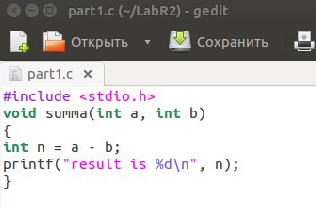 part1.c (~/LabR2) - gedit
Открыть Сохранить
part1.c
#include <stdio.h>
void summa(int a, int b)
{
int n = a - b;
printf("result is %d\n", n);
}